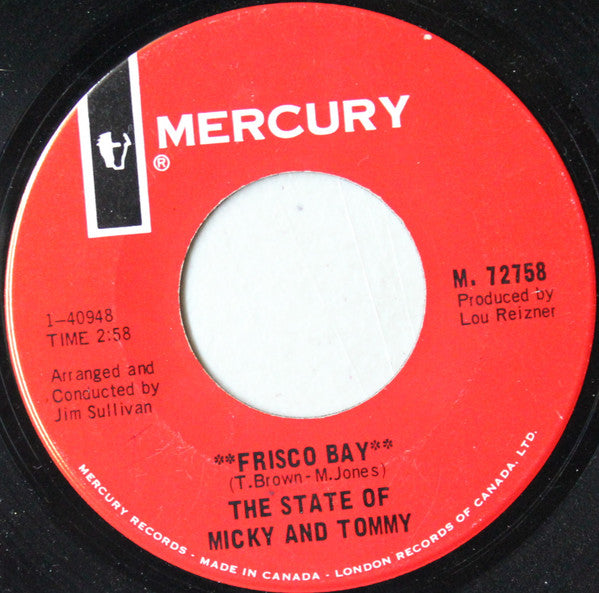 MERCURY
®
M. 72758
Produced by
Lou Reizner
1-40948
TIME 2:58
Arranged and
Conducted by
Jim Sullivan
**FRISCO BAY**
(T.Brown-M.Jones)
THE STATE OF
MICKY AND TOMMY
MERCURY RECORDS - MADE IN CANADA - LONDON RECORDS OF CANADA, LTD.